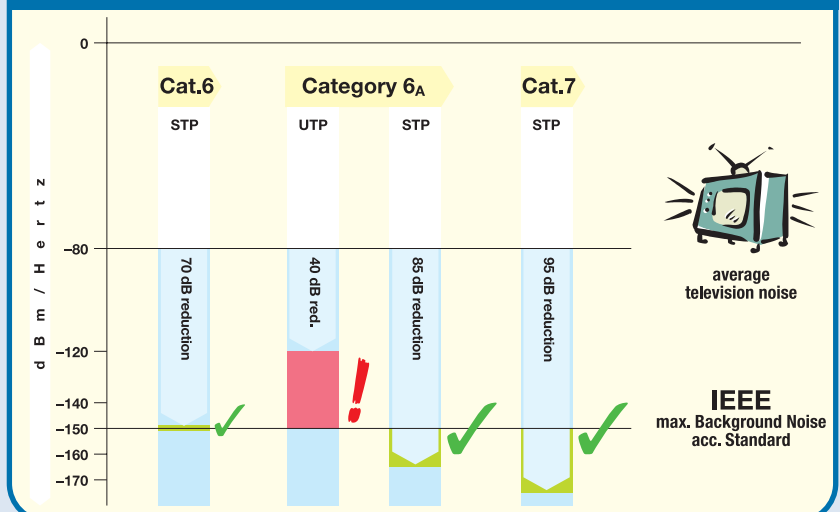 0
Cat.6
Category 6A
Cat.7
STP
UTP
STP
STP
dBm/Hertz
–80
70 dB reduction
40 dB red.
85 dB reduction
95 dB reduction
average
television noise
–120
–140
–150
–160
–170
!
IEEE
max. Background Noise
acc. Standard